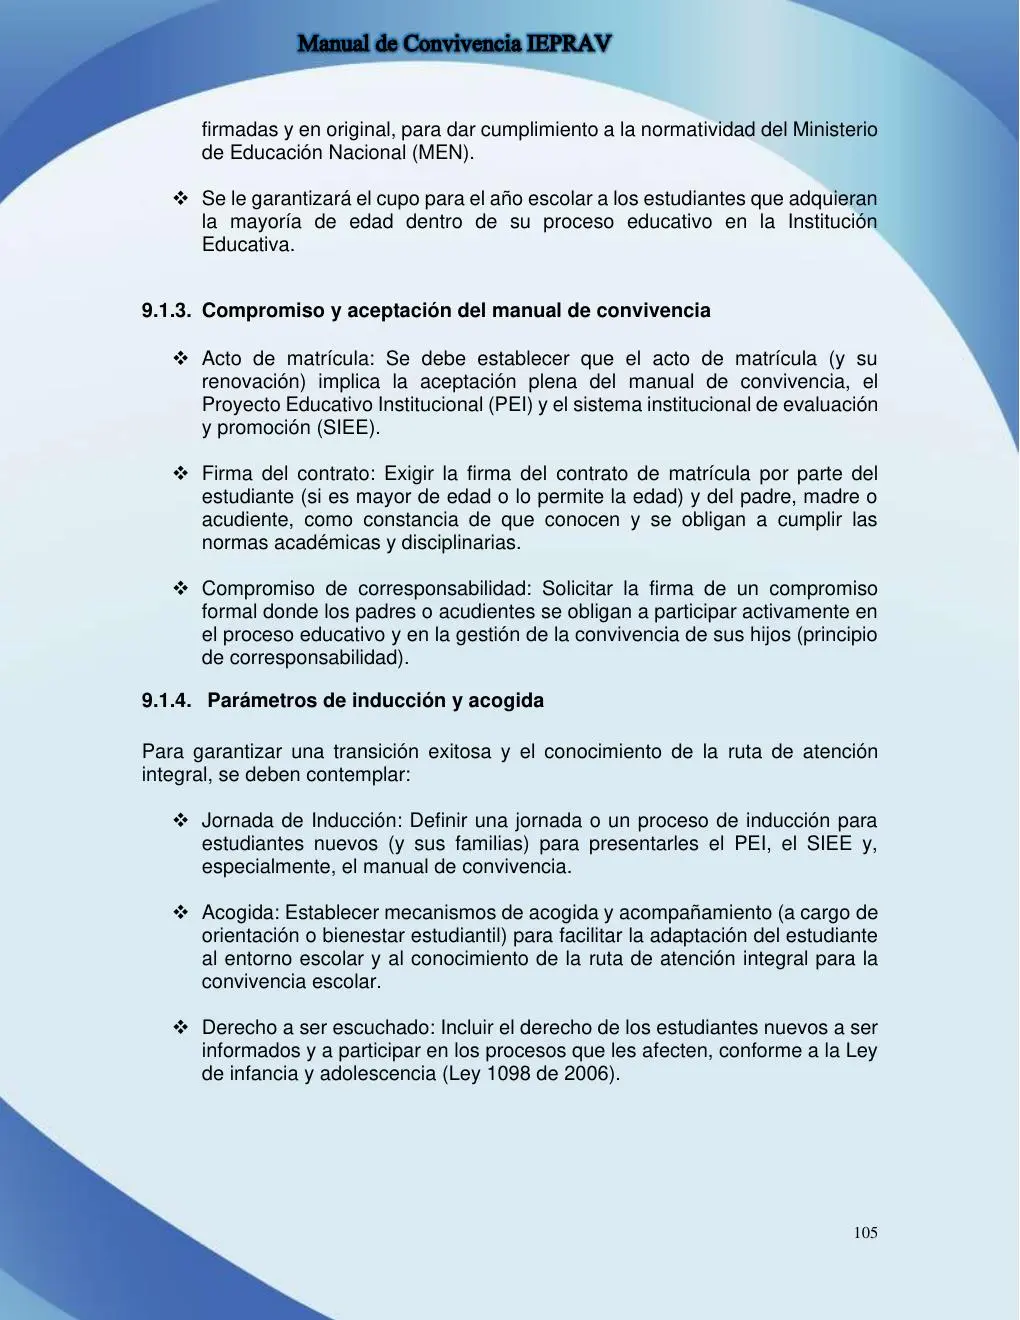 Manual de Convivencia IEPRAV
firmadas y en original, para dar cumplimiento a la normatividad del Ministerio
de Educación Nacional (MEN).
❖ Se le garantizará el cupo para el año escolar a los estudiantes que adquieran
la mayoría de edad dentro de su proceso educativo en la Institución
Educativa.
9.1.3. Compromiso y aceptación del manual de convivencia
❖ Acto de matrícula: Se debe establecer que el acto de matrícula (y su
renovación) implica la aceptación plena del manual de convivencia, el
Proyecto Educativo Institucional (PEI) y el sistema institucional de evaluación
y promoción (SIEE).
❖ Firma del contrato: Exigir la firma del contrato de matrícula por parte del
estudiante (si es mayor de edad o lo permite la edad) y del padre, madre o
acudiente, como constancia de que conocen y se obligan a cumplir las
normas académicas y disciplinarias.
❖ Compromiso de corresponsabilidad: Solicitar la firma de un compromiso
formal donde los padres o acudientes se obligan a participar activamente en
el proceso educativo y en la gestión de la convivencia de sus hijos (principio
de corresponsabilidad).
9.1.4. Parámetros de inducción y acogida
Para garantizar una transición exitosa y el conocimiento de la ruta de atención
integral, se deben contemplar:
❖ Jornada de Inducción: Definir una jornada o un proceso de inducción para
estudiantes nuevos (y sus familias) para presentarles el PEI, el SIEE y,
especialmente, el manual de convivencia.
❖ Acogida: Establecer mecanismos de acogida y acompañamiento (a cargo de
orientación o bienestar estudiantil) para facilitar la adaptación del estudiante
al entorno escolar y al conocimiento de la ruta de atención integral para la
convivencia escolar.
❖ Derecho a ser escuchado: Incluir el derecho de los estudiantes nuevos a ser
informados y a participar en los procesos que les afecten, conforme a la Ley
de infancia y adolescencia (Ley 1098 de 2006).
105